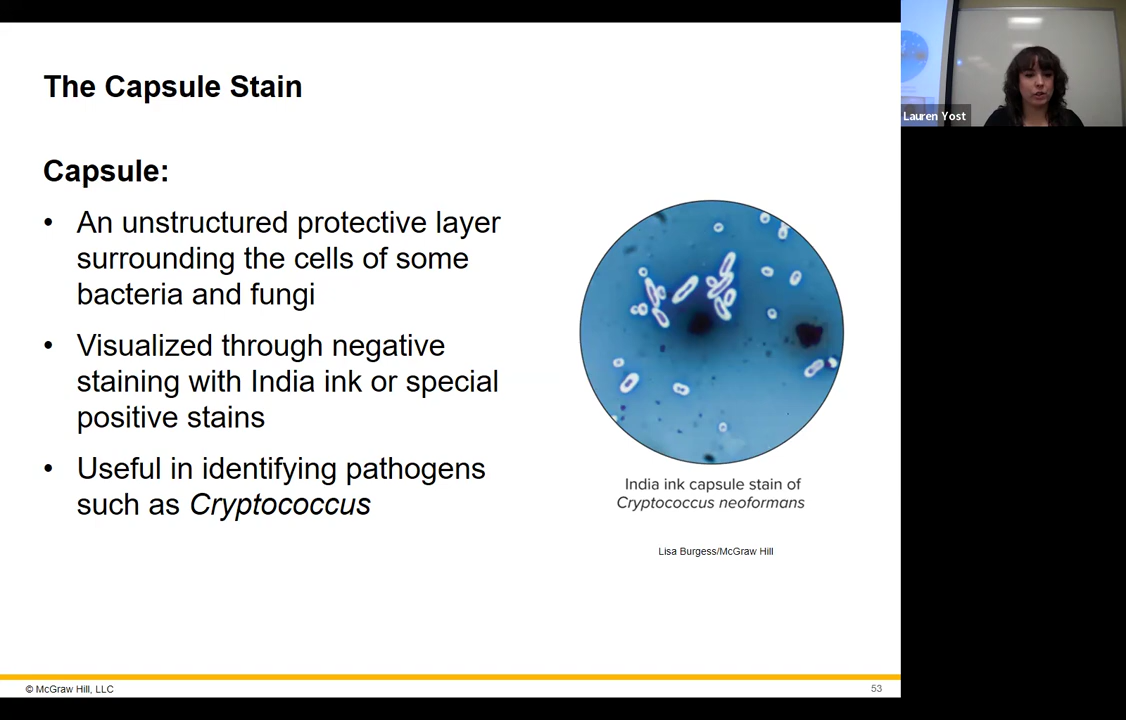 The Capsule Stain
Capsule:
• An unstructured protective layer
surrounding the cells of some
bacteria and fungi
• Visualized through negative
staining with India ink or special
positive stains
• Useful in identifying pathogens
such as Cryptococcus
India ink capsule stain of
Cryptococcus neoformans
Lisa Burgess/McGraw Hill
© McGraw Hill, LLC
53
Lauren Yost